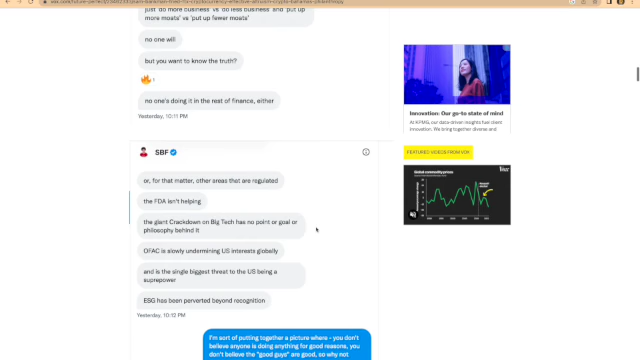 just 'do more business' vs 'do less business' and 'put up
more moats' vs 'put up fewer moats'
no one will
but you want to know the truth?
no one's doing it in the rest of finance, either
Yesterday, 10:11 PM
SBF
or, for that matter, other areas that are regulated
the FDA isn't helping
the giant Crackdown on Big Tech has no point or goal or
philosophy behind it
OFAC is slowly undermining US interests globally
and is the single biggest threat to the US being a
suprepower
ESG has been perverted beyond recognition
Yesterday, 10:12 PM
I'm sort of putting together a picture where - you don't
believe anyone is doing anything for good reasons, you
don't believe the "good guys" are good, so why not
Innovation: Our go-to state of mind
At KPMG, our data-driven insights fuel client
innovation. We bring together diverse and
FEATURED VIDEOS FROM VOX
Global commodity prices
Vox